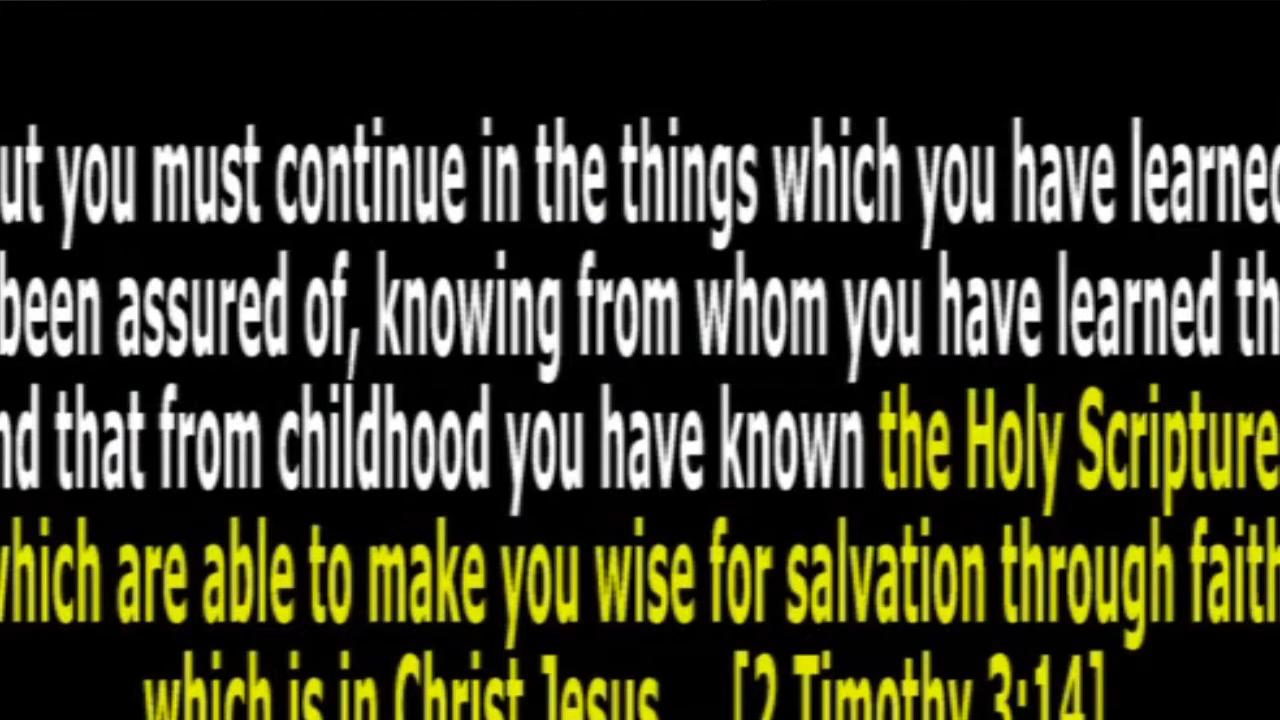 ut you must continue in the things which you have learned
been assured of, knowing from whom you have learned th
nd that from childhood you have known the Holy Scripture
which are able to make you wise for salvation through faith
which is in Christ Jesus [2 Timothy 3:14]